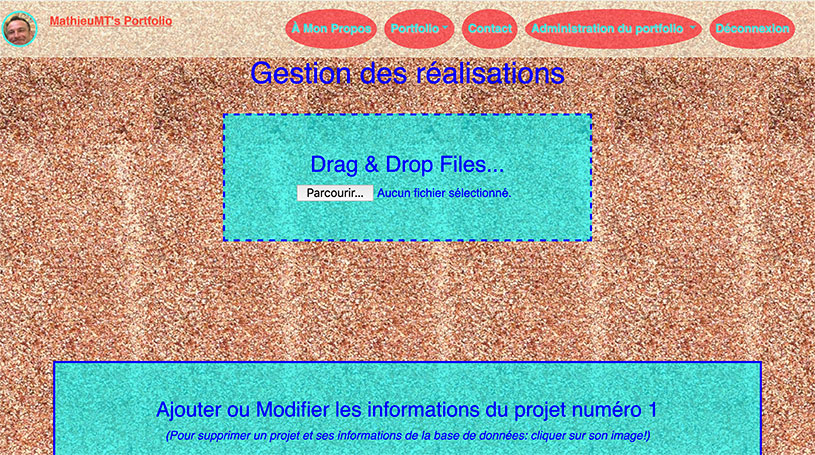 MathieuMT's Portfolio
À Mon Propos
Portfolio
Contact
Administration du portfolio
Déconnexion
Gestion des réalisations
Drag & Drop Files...
Parcourir... Aucun fichier sélectionné.
Ajouter ou Modifier les informations du projet numéro 1
(Pour supprimer un projet et ses informations de la base de données: cliquer sur son image!)